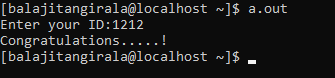 [balajitangirala@localhost ~]$ a.out
Enter your ID:1212
Congratulations.....!
[balajitangirala@localhost ~]$